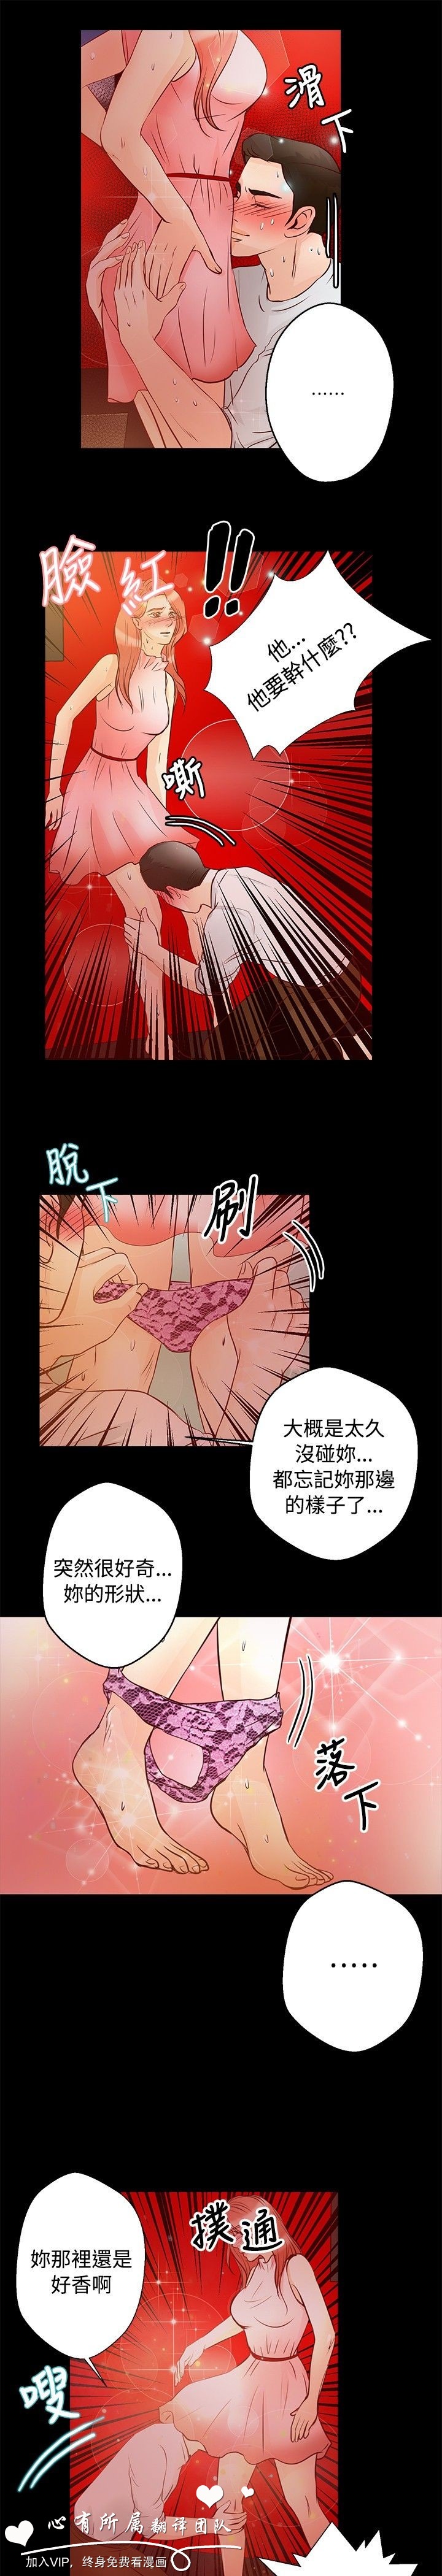 滑下
……
臉紅
!!
他...
他要幹什麼??
嘶
脫下
刷
大概是太久
沒碰妳...
都忘記妳那邊
的樣子了...
突然很好奇...
妳的形狀...
落下
.....
撲通
妳那裡還是
好香啊
嗖
心有所属翻译团队
加入VIP，终身免费看漫画